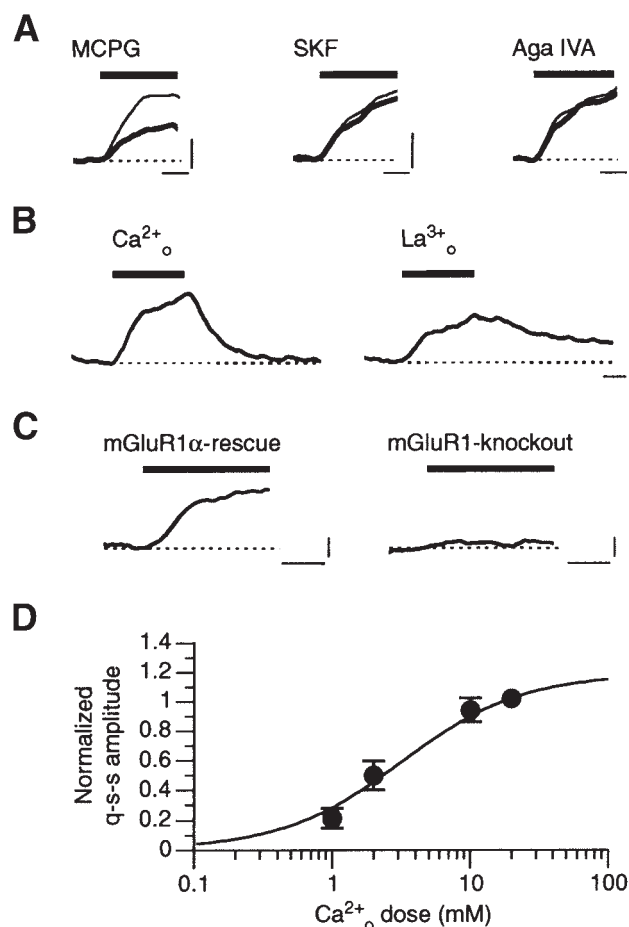 A
MCPG
SKF
Aga IVA
B
Ca²⁺ₒ
La³⁺ₒ
C
mGluR1α-rescue
mGluR1-knockout
D
Normalized
q-s-s amplitude
1.4
1.2
1
0.8
0.6
0.4
0.2
0
0.1
1
10
100
Ca²⁺ₒ dose (mM)